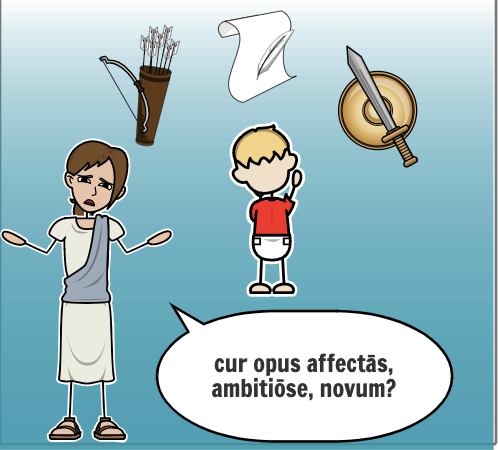 cur opus affectās,
ambitiōse, novum?